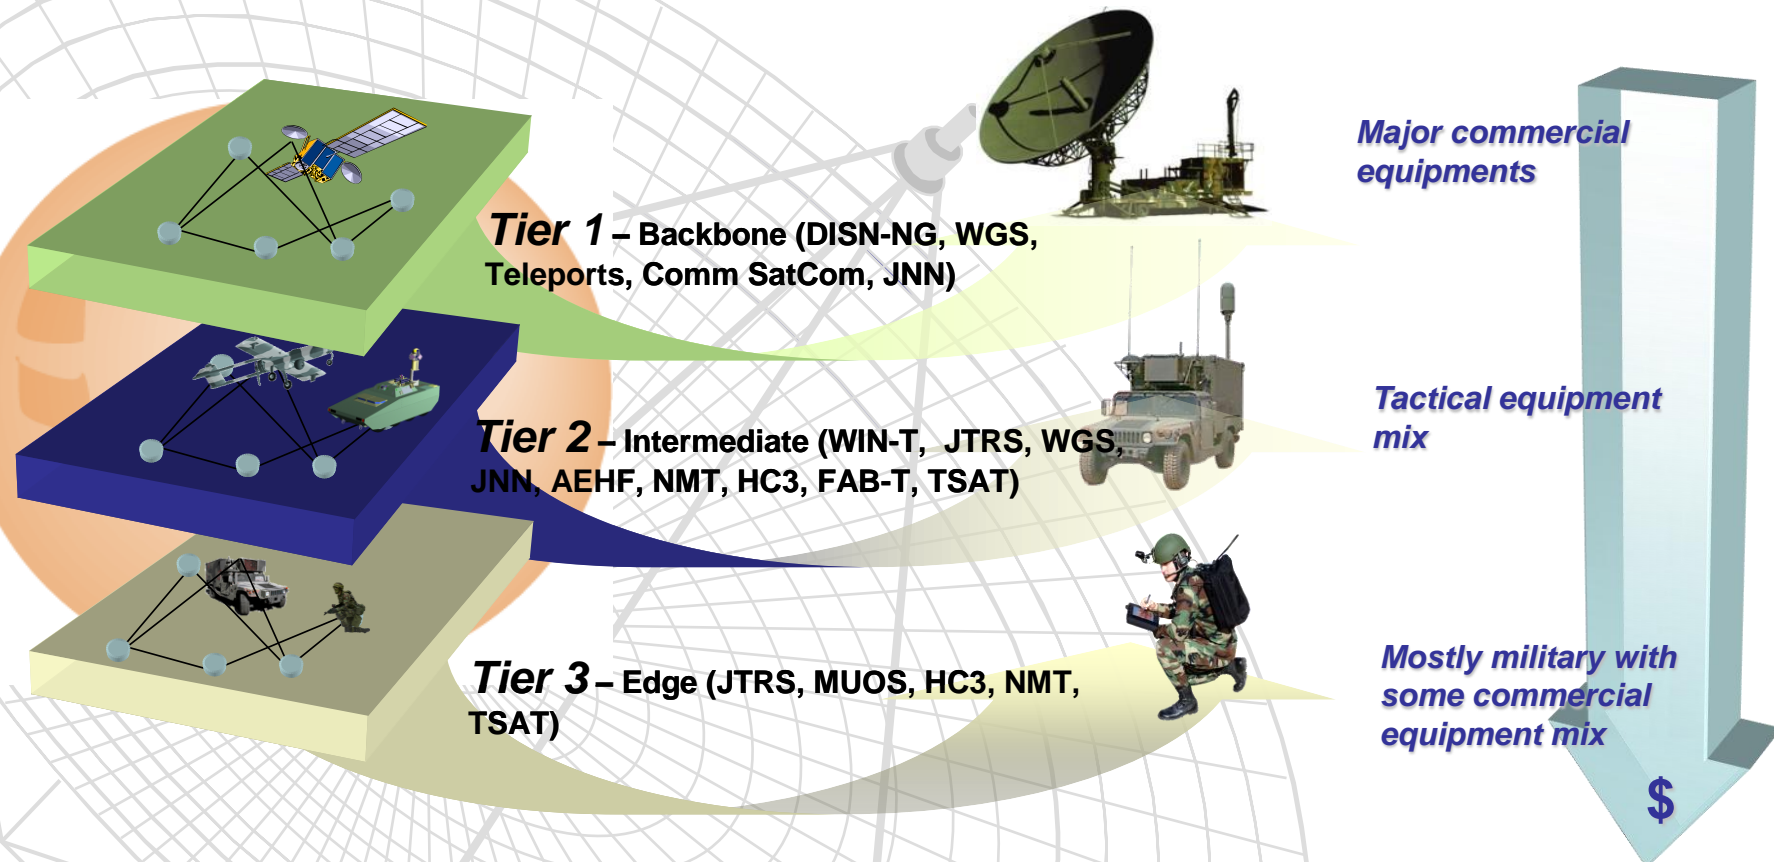 Major commercial
equipments
Tier 1 – Backbone (DISN-NG, WGS,
Teleports, Comm SatCom, JNN)
Tactical equipment
mix
Tier 2 – Intermediate (WIN-T, JTRS, WGS,
JNN, AEHF, NMT, HC3, FAB-T, TSAT)
Mostly military with
some commercial
equipment mix
Tier 3 – Edge (JTRS, MUOS, HC3, NMT,
TSAT)
$